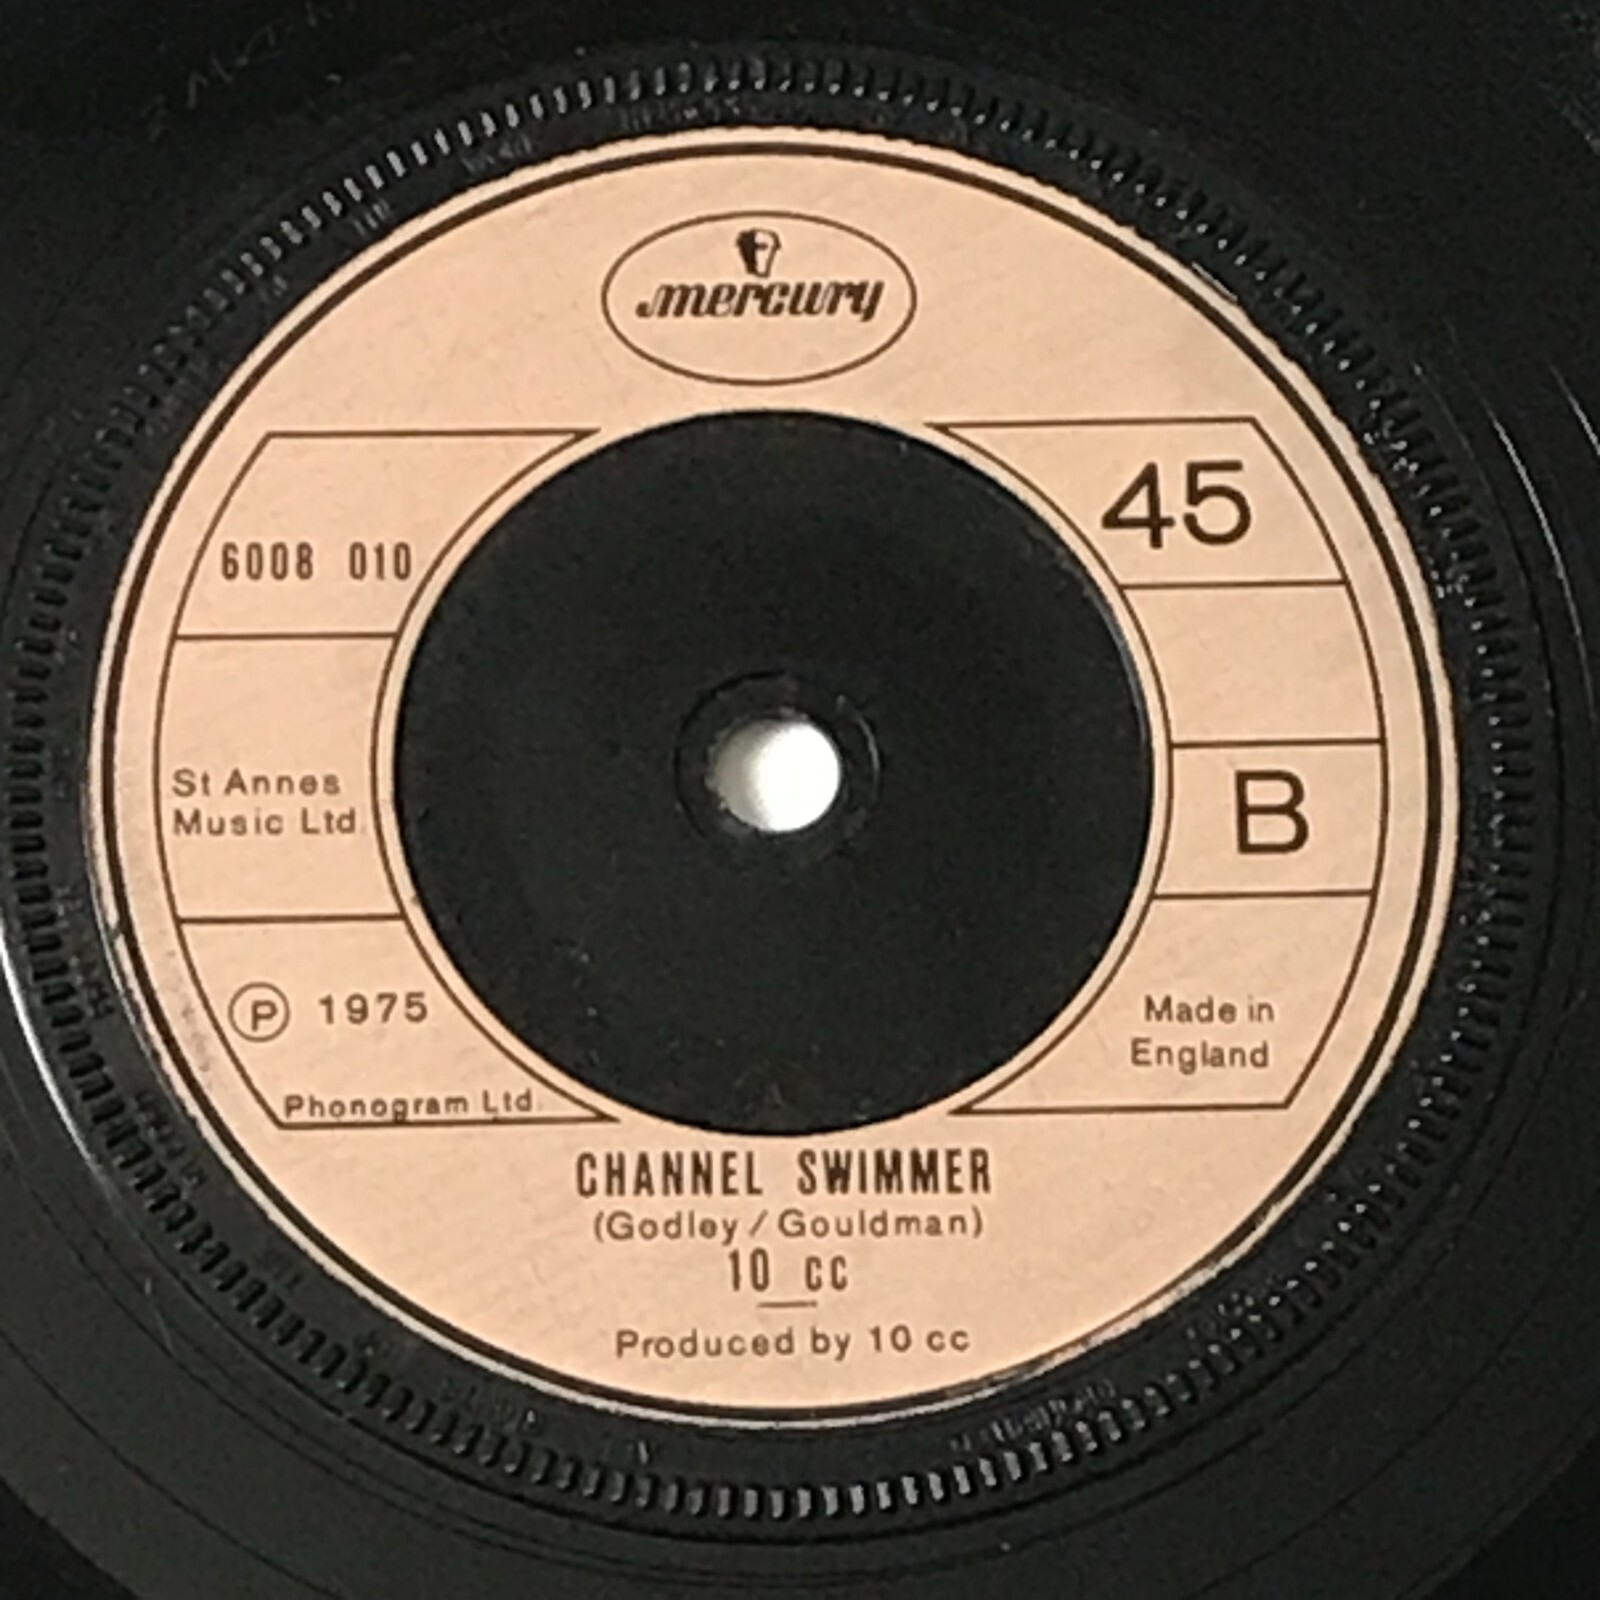 mercury
6008 010
45
St Annes
Music Ltd
B
Ⓟ 1975
Phonogram Ltd.
Made in
England
CHANNEL SWIMMER
(Godley / Gouldman)
10 cc
Produced by 10 cc